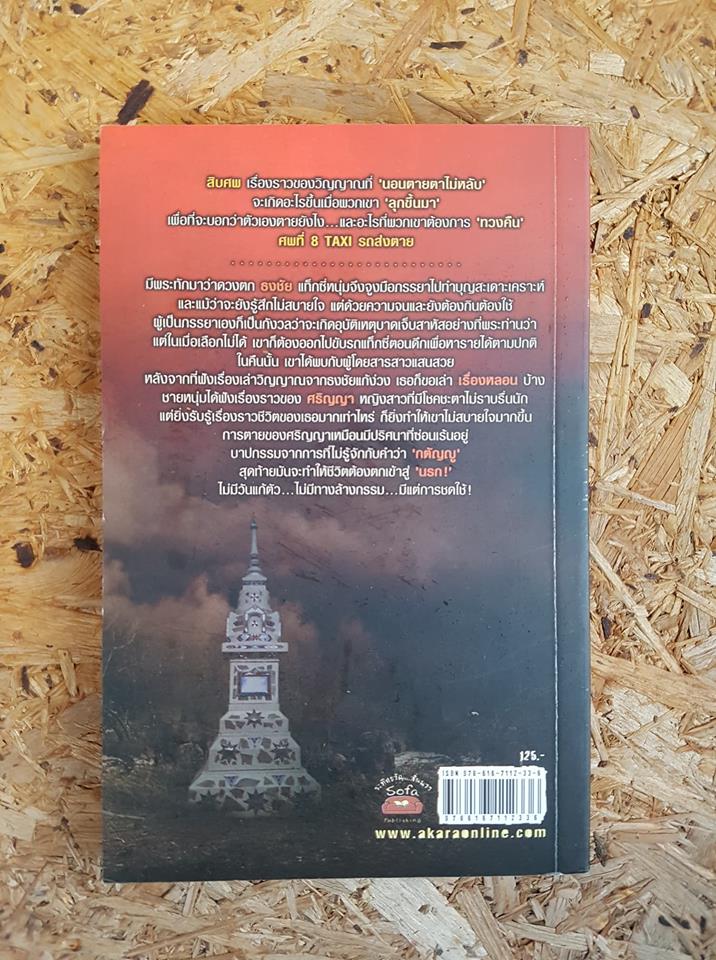 สิบศพ เรื่องราวของวิญญาณที่ 'นอนตายตาไม่หลับ'
จะเกิดอะไรขึ้นเมื่อพวกเขา 'ลุกขึ้นมา'
เพื่อที่จะบอกว่าตัวเองตายยังไง...และอะไรที่พวกเขาต้องการ 'ทวงคืน'
ศพที่ 8 TAXI รถส่งตาย
มีพระทักมาว่าดวงตก ธงชัย แท็กซี่หนุ่มจึงจูงมือภรรยาไปทำบุญสะเดาะเคราะห์
และแม้ว่าจะยังรู้สึกไม่สบายใจ แต่ด้วยความจนและยังต้องกินต้องใช้
ผู้เป็นภรรยาเองก็เป็นกังวลว่าจะเกิดอุบัติเหตุบาดเจ็บสาหัสอย่างที่พระท่านว่า
แต่ในเมื่อเลือกไม่ได้ เขาก็ต้องออกไปขับรถแท็กซี่ตอนดึกเพื่อหารายได้ตามปกติ
ในคืนนั้น เขาได้พบกับผู้โดยสารสาวแสนสวย
หลังจากที่ฟังเรื่องเล่าวิญญาณจากธงชัยแก้ง่วง เธอก็ขอเล่า เรื่องหลอน บ้าง
ชายหนุ่มได้ฟังเรื่องราวของ ศริญญา หญิงสาวที่มีโชคชะตาไม่ราบรื่นนัก
แต่ยิ่งรับรู้เรื่องราวชีวิตของเธอมากเท่าไหร่ ก็ยิ่งทำให้เขาไม่สบายใจมากขึ้น
การตายของศริญญาเหมือนมีปริศนาที่ซ่อนเร้นอยู่
บาปกรรมจากการที่ไม่รู้จักกับคำว่า 'กตัญญู'
สุดท้ายมันจะทำให้ชีวิตต้องตกเข้าสู่ 'นรก!'
ไม่มีวันแก้ตัว...ไม่มีทางล้างกรรม...มีแต่การชดใช้!
125.-
ISBN 978-616-7112-33-6
9786167112336
Sofa
Publishing
www.akaraonline.com